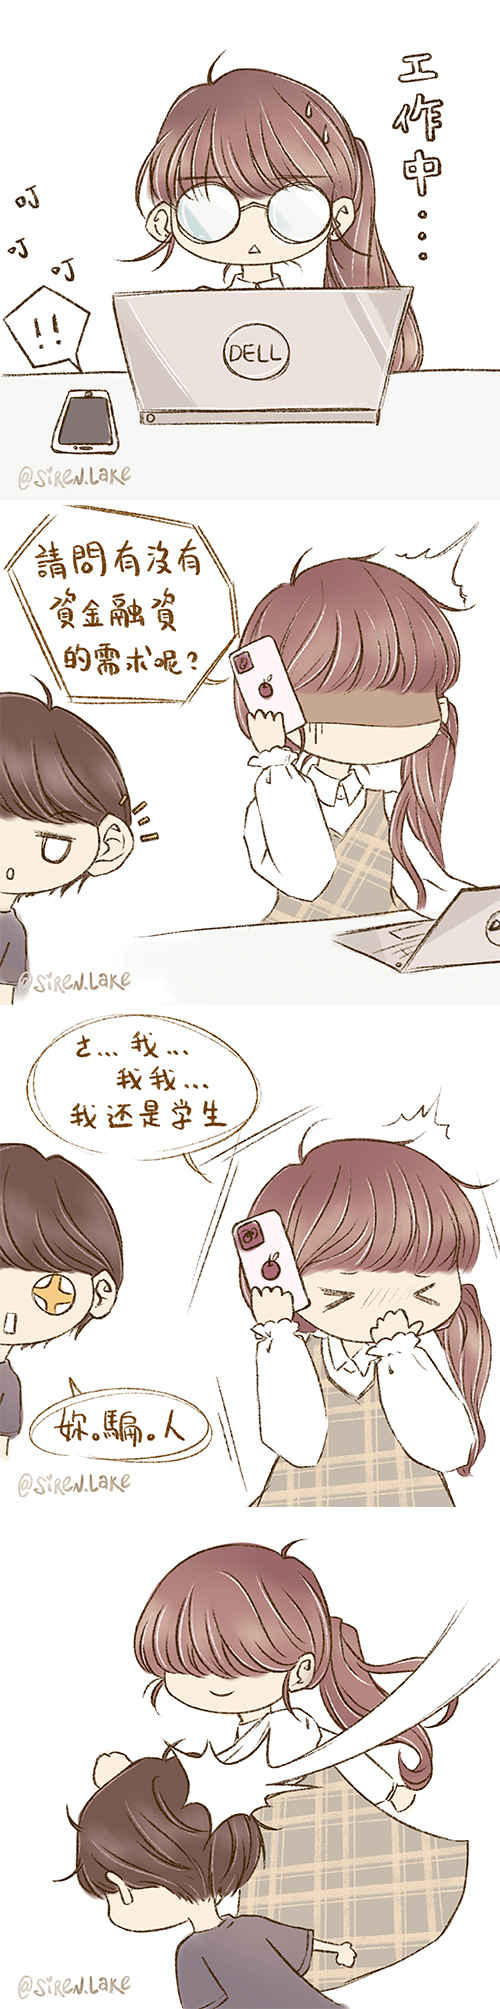 工作中...
叮
叮
叮
!!
DELL
@SiREN.LaKe
請問有沒有
資金融資
的需求呢?
@SiREN.LaKe
ㄜ...我...
我我...
我还是学生
妳。騙。人
@SiREN.LaKe
@SiREN.LaKe